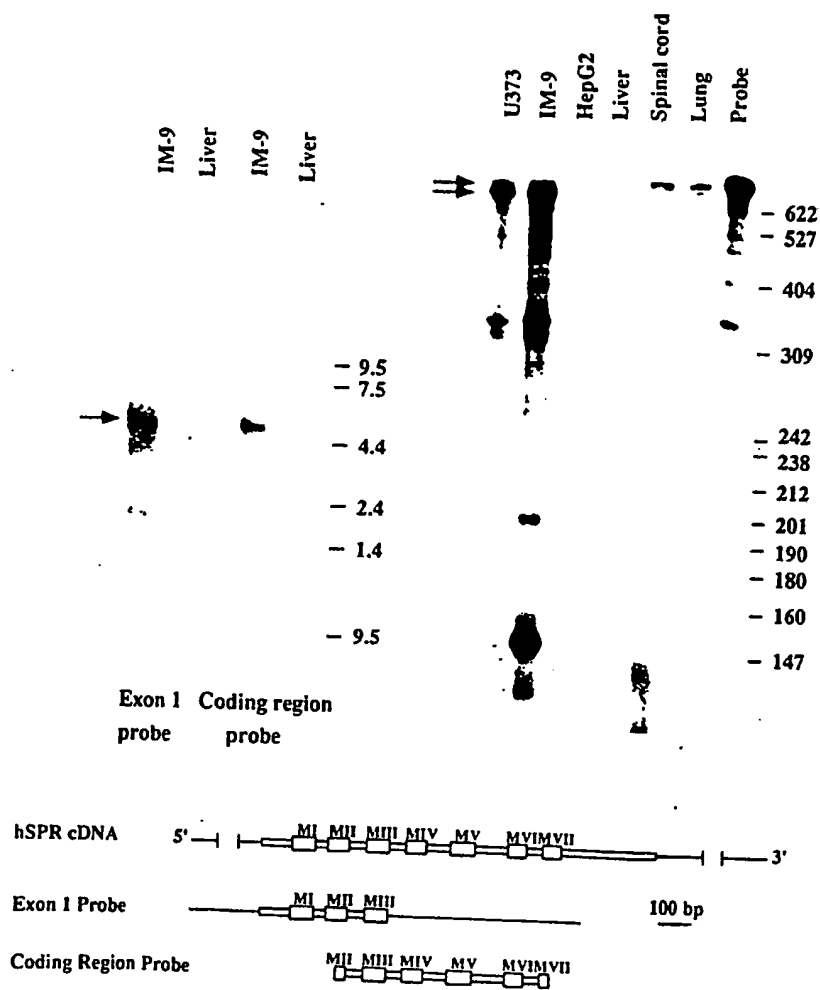 IM-9 Liver IM-9 Liver
9.5
7.5
4.4
2.4
1.4
9.5
Exon 1 Coding region
probe probe
U373 IM-9 HepG2 Liver Spinal cord Lung Probe
622
527
404
309
242
238
212
201
190
180
160
147
hSPR cDNA 5' MI MII MIII MIV MV MVI MVII 3'
Exon 1 Probe MI MII MIII 100 bp
Coding Region Probe MII MIII MIV MV MVI MVII